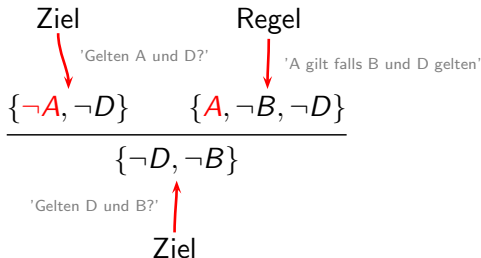 Ziel Regel
'Gelten A und D?' 'A gilt falls B und D gelten'
{¬A, ¬D} {A, ¬B, ¬D}
{¬D, ¬B}
'Gelten D und B?'
Ziel